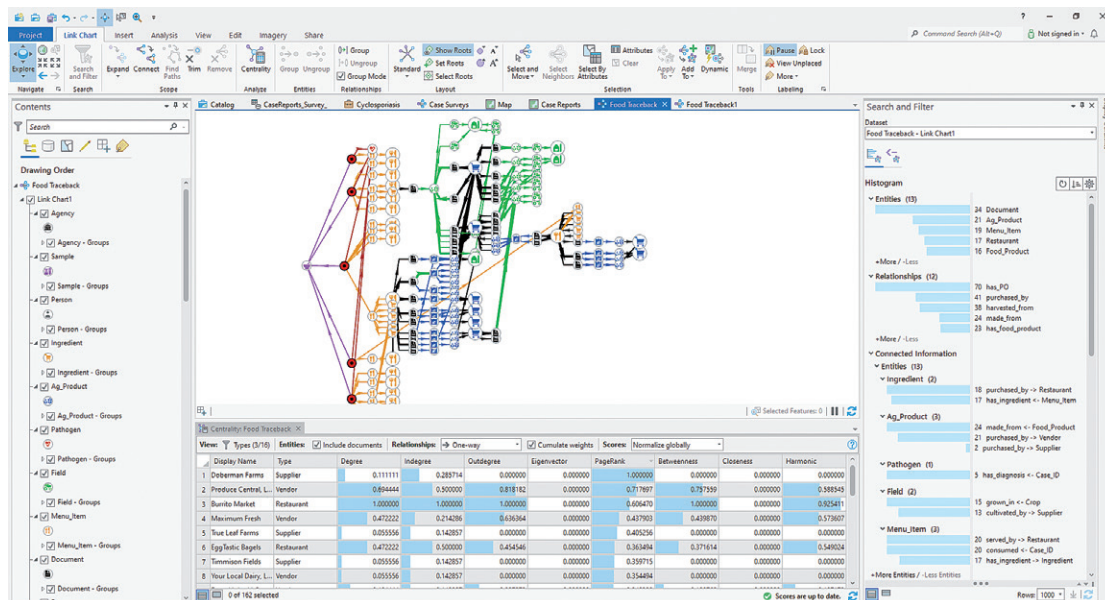 Project Link Chart Insert Analysis View Edit Imagery Share
Command Search (Alt+Q)
Not signed in
Explore
Search and Filter
Expand Connect Find Paths Trim Remove
Centrality
Group Ungroup
Group
Ungroup
Group Mode
Standard
Show Roots
Set Roots
Select Roots
Select and Move
Select Neighbors
Select By Attributes
Attributes
Clear
Apply To
Add To
Dynamic
Merge
Pause Lock
View Unplaced
More
Navigate Search Scope Analyze Entities Relationships Layout Selection Tools Labeling
Contents
Search
Drawing Order
Food Traceback
Link Chart1
Agency
Agency - Groups
Sample
Sample - Groups
Person
Person - Groups
Ingredient
Ingredient - Groups
Ag_Product
Ag_Product - Groups
Pathogen
Pathogen - Groups
Field
Field - Groups
Menu_Item
Menu_Item - Groups
Document
Document - Groups
Catalog CaseReports_Survey_ Cyclosporiasis Case Surveys Map Case Reports Food Traceback Food Traceback1
Selected Features: 0
Centrality: Food Traceback
View: Types (3/16) Entities: Include documents Relationships: One-way Cumulate weights Scores: Normalize globally
Display Name Type Degree Indegree Outdegree Eigenvector PageRank Betweenness Closeness Harmonic
1 Doberman Farms Supplier 0.111111 0.285714 0.000000 0.000000 1.000000 0.000000 0.000000 0.000000
2 Produce Central, L... Vendor 0.694444 0.500000 0.818182 0.000000 0.717697 0.757559 0.000000 0.588545
3 Burrito Market Restaurant 1.000000 1.000000 1.000000 0.000000 0.606470 1.000000 0.000000 0.925411
4 Maximum Fresh Vendor 0.472222 0.214286 0.636364 0.000000 0.437903 0.439870 0.000000 0.573607
5 True Leaf Farms Supplier 0.055556 0.142857 0.000000 0.000000 0.405256 0.000000 0.000000 0.000000
6 EggTastic Bagels Restaurant 0.472222 0.500000 0.454546 0.000000 0.363494 0.371614 0.000000 0.549024
7 Timmison Fields Supplier 0.055556 0.142857 0.000000 0.000000 0.359715 0.000000 0.000000 0.000000
8 Your Local Dairy, L... Vendor 0.055556 0.142857 0.000000 0.000000 0.354494 0.000000 0.000000 0.000000
0 of 162 selected
Scores are up to date.
Search and Filter
Dataset
Food Traceback - Link Chart1
Histogram
Entities (13)
34 Document
21 Ag_Product
19 Menu_Item
17 Restaurant
16 Food_Product
+More / -Less
Relationships (12)
70 has_PO
41 purchased_by
38 harvested_from
24 made_from
23 has_food_product
+More / -Less
Connected Information
Entities (13)
Ingredient (2)
18 purchased_by -> Restaurant
17 has_ingredient <- Menu_Item
Ag_Product (3)
24 made_from <- Food_Product
21 purchased_by -> Vendor
2 purchased_by -> Supplier
Pathogen (1)
5 has_diagnosis <- Case_ID
Field (2)
15 grown_in <- Crop
13 cultivated_by -> Supplier
Menu_Item (3)
20 served_by -> Restaurant
20 consumed <- Case_ID
17 has_ingredient -> Ingredient
+More Entities / -Less Entities
Rows: 1000